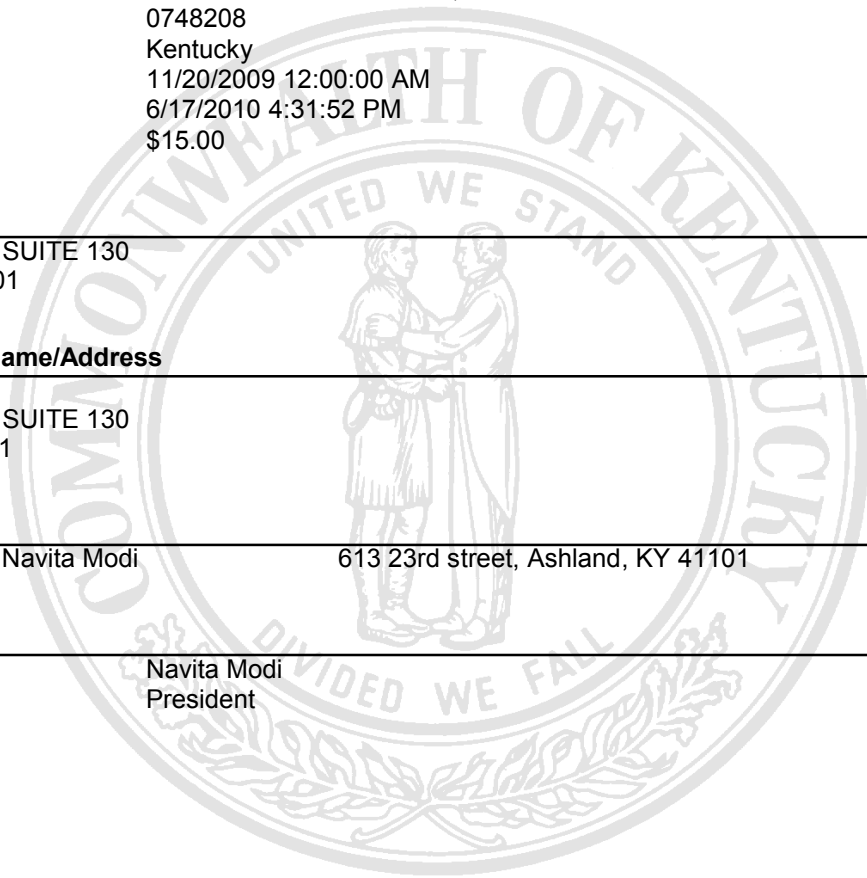 0748208
Kentucky
11/20/2009 12:00:00 AM
6/17/2010 4:31:52 PM
$15.00
COMMONWEALTH OF KENTUCKY
UNITED WE STAND
SUITE 130
01
ame/Address
SUITE 130
1
Navita Modi 613 23rd street, Ashland, KY 41101
Navita Modi
President
DIVIDED WE FALL